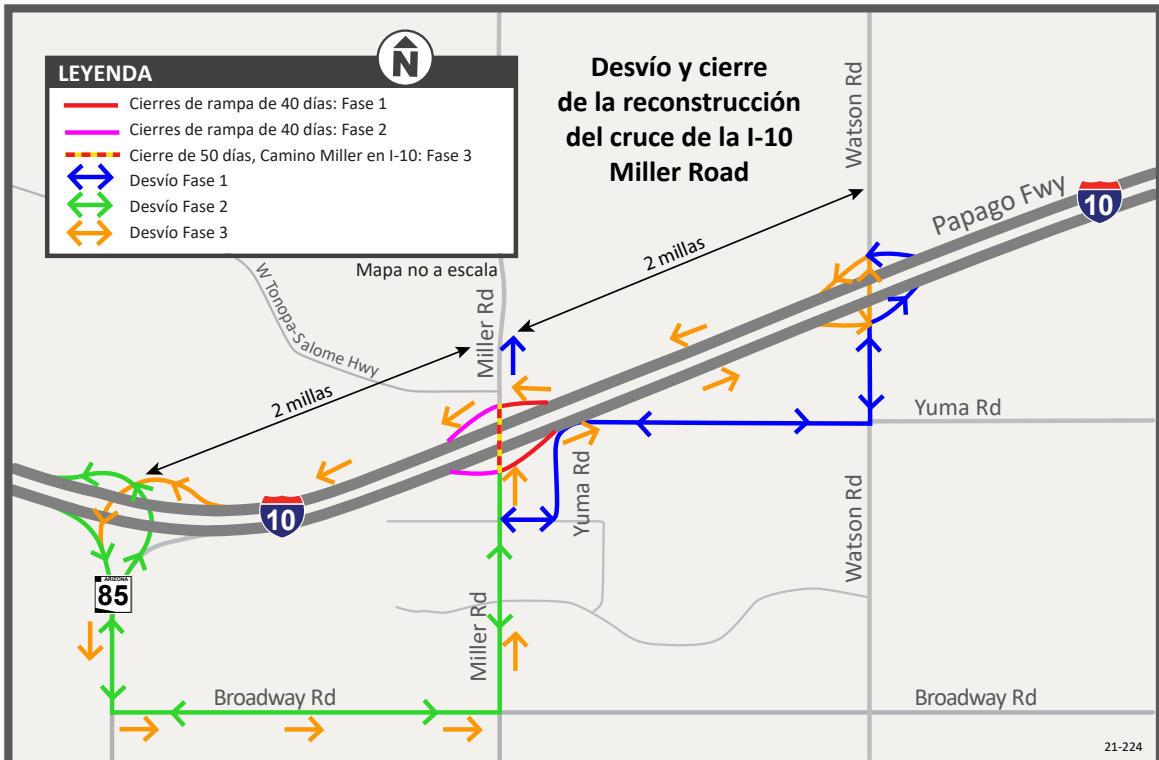 N
LEYENDA
Cierres de rampa de 40 días: Fase 1
Cierres de rampa de 40 días: Fase 2
Cierre de 50 días, Camino Miller en I-10: Fase 3
Desvío Fase 1
Desvío Fase 2
Desvío Fase 3
Desvío y cierre
de la reconstrucción
del cruce de la I-10
Miller Road
Watson Rd
Papago Fwy
10
2 millas
Mapa no a escala
W Tonopa-Salome Hwy
Miller Rd
2 millas
Yuma Rd
Yuma Rd
10
Watson Rd
ARIZONA
85
Miller Rd
Broadway Rd
Broadway Rd
21-224